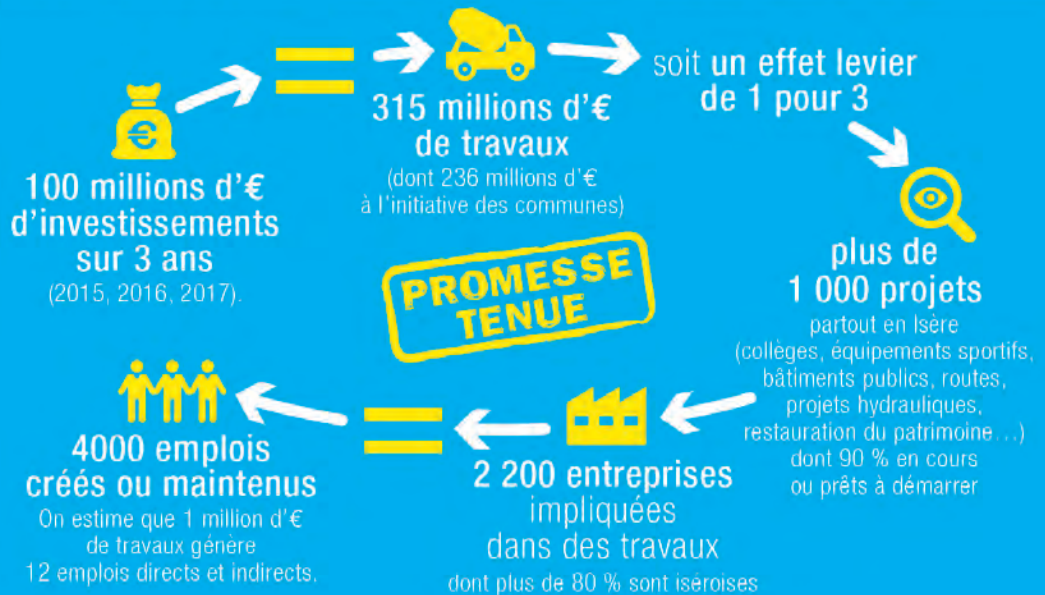 100 millions d'€
d'investissements
sur 3 ans
(2015, 2016, 2017).
315 millions d'€
de travaux
(dont 236 millions d'€
à l'initiative des communes)
soit un effet levier
de 1 pour 3
plus de
1 000 projets
partout en Isère
(collèges, équipements sportifs,
bâtiments publics, routes,
projets hydrauliques,
restauration du patrimoine...)
dont 90 % en cours
ou prêts à démarrer
PROMESSE
TENUE
2 200 entreprises
impliquées
dans des travaux
dont plus de 80 % sont iséroises
4000 emplois
créés ou maintenus
On estime que 1 million d'€
de travaux génère
12 emplois directs et indirects.